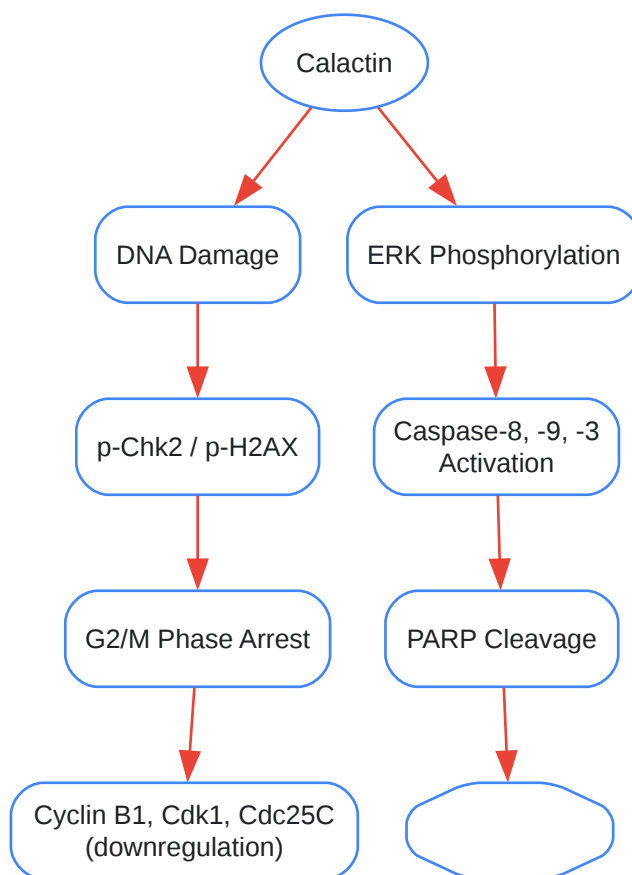 Calactin
DNA Damage
ERK Phosphorylation
p-Chk2 / p-H2AX
Caspase-8, -9, -3
Activation
G2/M Phase Arrest
PARP Cleavage
Cyclin B1, Cdk1, Cdc25C
(downregulation)